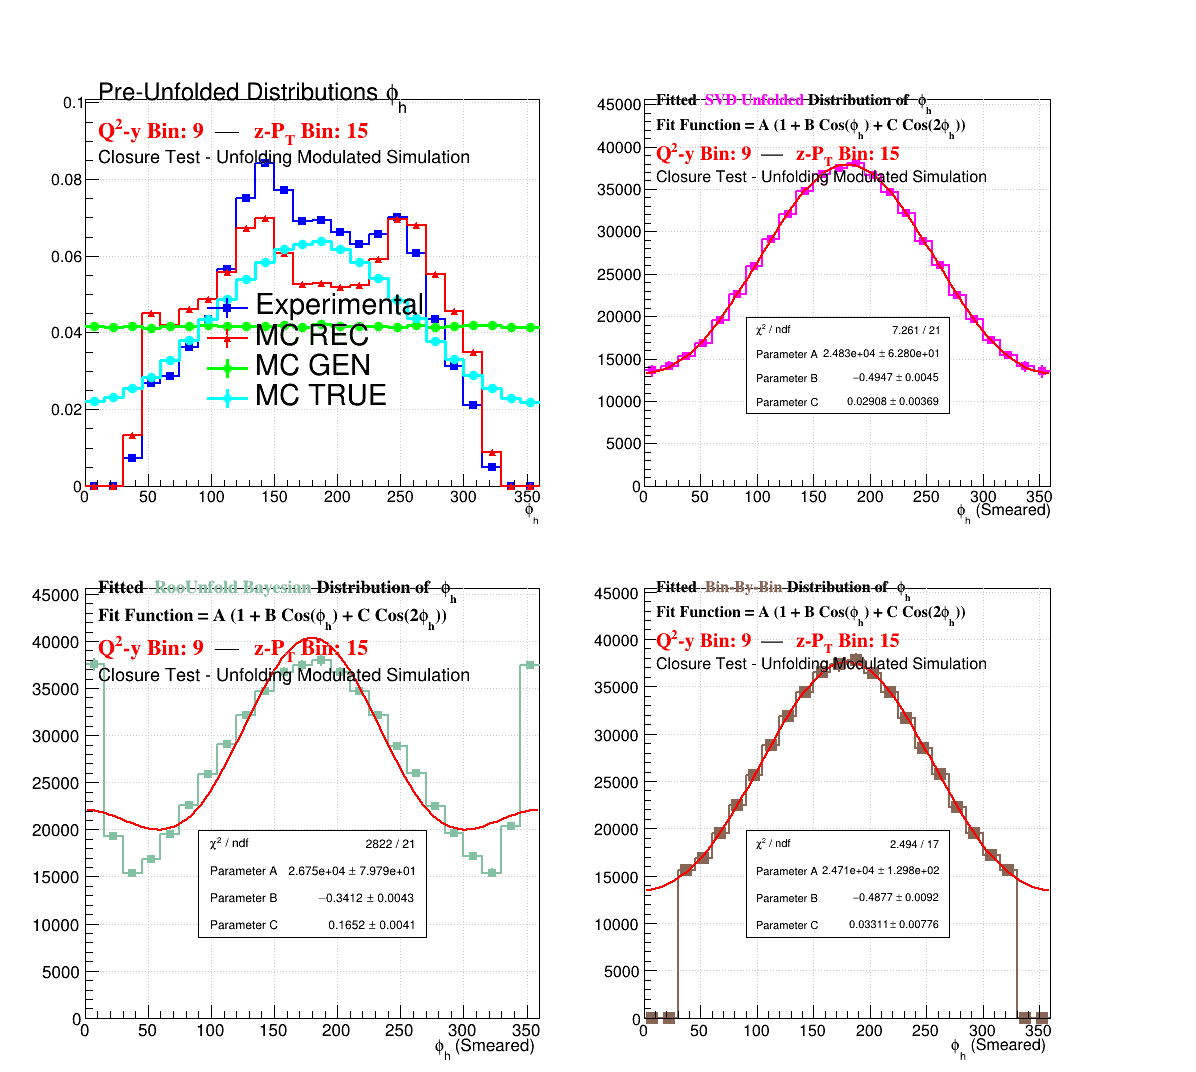 Pre-Unfolded Distributions ϕh
Q²-y Bin: 9 — z-PT Bin: 15
Closure Test - Unfolding Modulated Simulation
0.1
0.08
0.06
0.04
0.02
0
Experimental
MC REC
MC GEN
MC TRUE
50 100 150 200 250 300 350
ϕh
Fitted SVD Unfolded Distribution of ϕh
Fit Function = A (1 + B Cos(ϕh) + C Cos(2ϕh))
Q²-y Bin: 9 — z-PT Bin: 15
Closure Test - Unfolding Modulated Simulation
45000
40000
35000
30000
25000
20000
15000
10000
5000
0
χ² / ndf 7.261 / 21
Parameter A 2.483e+04 ± 6.280e+01
Parameter B −0.4947 ± 0.0045
Parameter C 0.02908 ± 0.00369
0 50 100 150 200 250 300 350
ϕh (Smeared)
Fitted RooUnfold Bayesian Distribution of ϕh
Fit Function = A (1 + B Cos(ϕh) + C Cos(2ϕh))
Q²-y Bin: 9 — z-PT Bin: 15
Closure Test - Unfolding Modulated Simulation
45000
40000
35000
30000
25000
20000
15000
10000
5000
0
χ² / ndf 2822 / 21
Parameter A 2.675e+04 ± 7.979e+01
Parameter B −0.3412 ± 0.0043
Parameter C 0.1652 ± 0.0041
0 50 100 150 200 250 300 350
ϕh (Smeared)
Fitted Bin-By-Bin Distribution of ϕh
Fit Function = A (1 + B Cos(ϕh) + C Cos(2ϕh))
Q²-y Bin: 9 — z-PT Bin: 15
Closure Test - Unfolding Modulated Simulation
45000
40000
35000
30000
25000
20000
15000
10000
5000
0
χ² / ndf 2.494 / 17
Parameter A 2.471e+04 ± 1.298e+02
Parameter B −0.4877 ± 0.0092
Parameter C 0.03311 ± 0.00776
0 50 100 150 200 250 300 350
ϕh (Smeared)